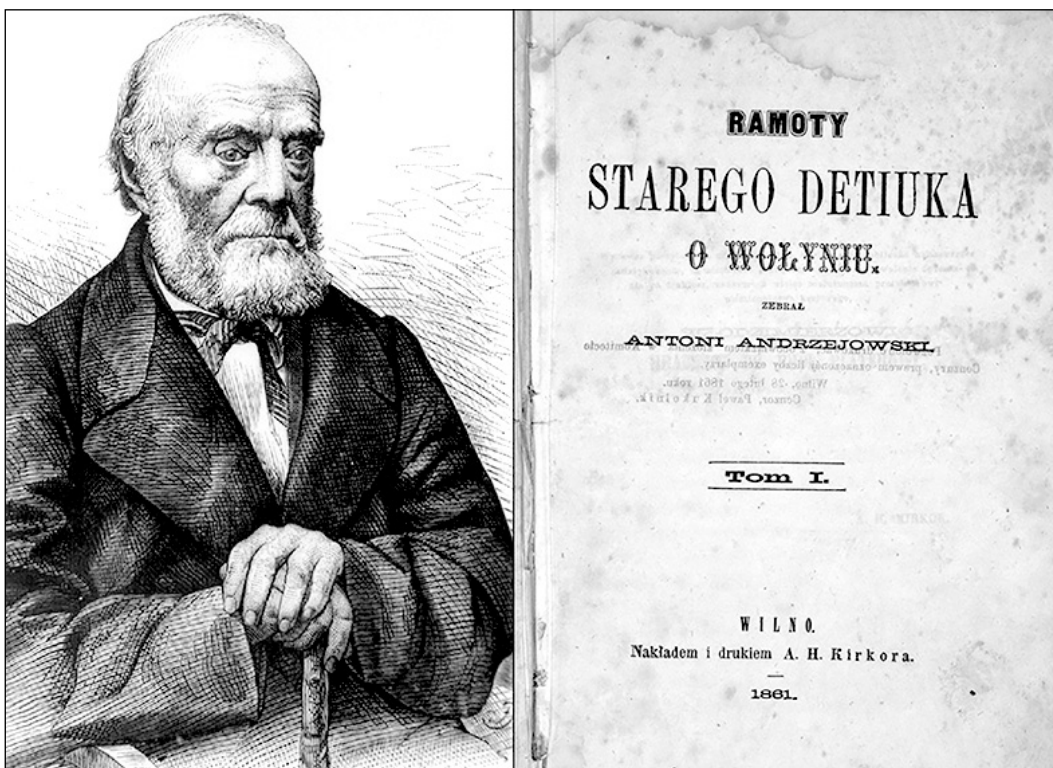 RAMOTY
STAREGO DETIUKA
O WOŁYNIU.
ZEBRAŁ
ANTONI ANDRZEJOWSKI.
Tom I.
WILNO.
Nakładem i drukiem A. H. Kirkora.
1861.